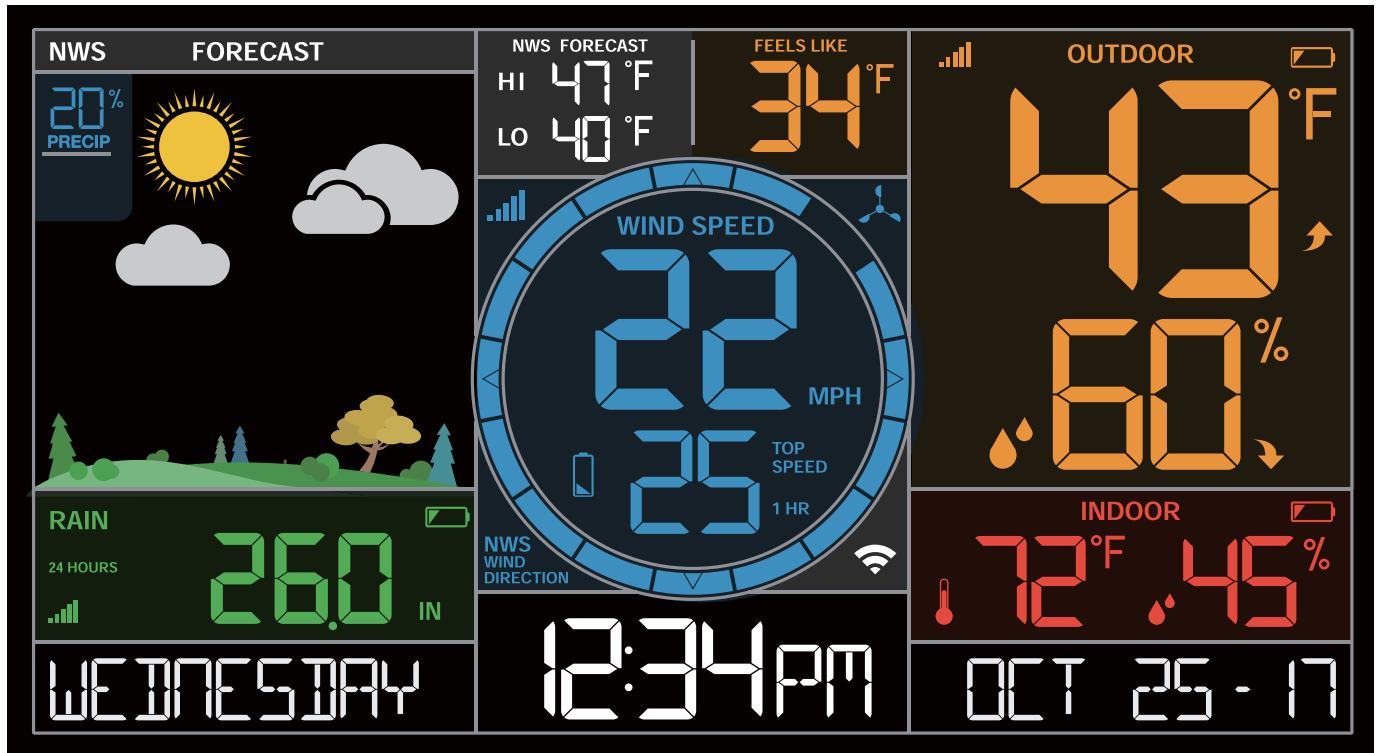 NWS FORECAST
20%
PRECIP
NWS FORECAST
HI 47 °F
LO 40 °F
FEELS LIKE
34 °F
OUTDOOR
43 °F
60 %
WIND SPEED
22 MPH
25 TOP SPEED
1 HR
NWS
WIND
DIRECTION
RAIN
24 HOURS
26.0 IN
INDOOR
72 °F 45 %
WEDNESDAY
12:34 PM
OCT 25-17